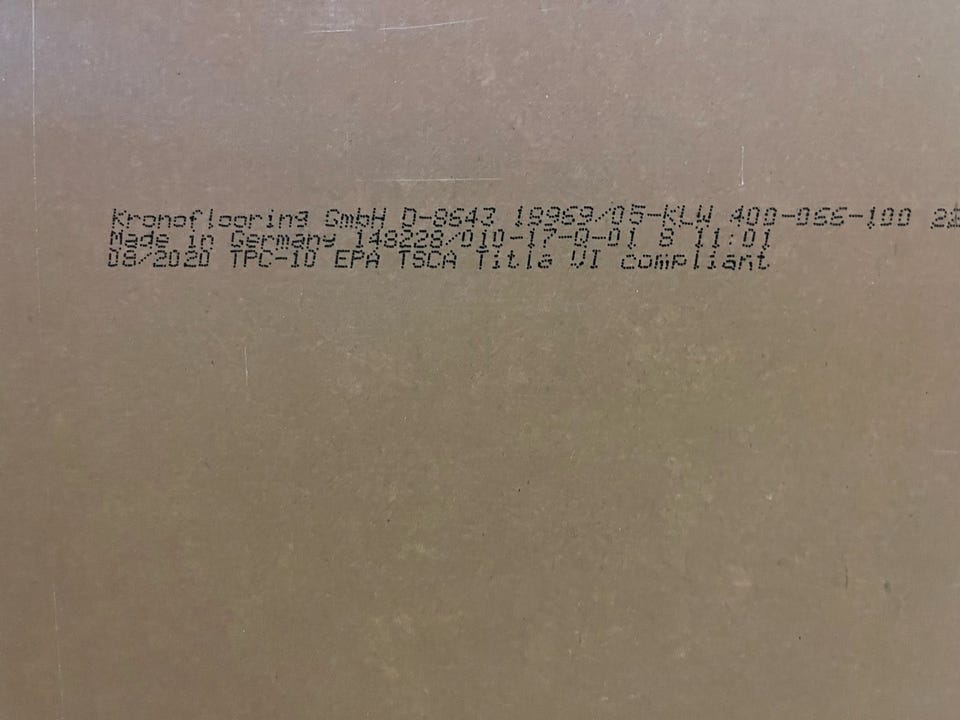 Kronoflooring GmbH D-8643 18969/05-KLW 400-066-100
Made in Germany 148228/010-17-0-01 8 11:01
08/2020 TPC-10 EPA TSCA Title VI compliant